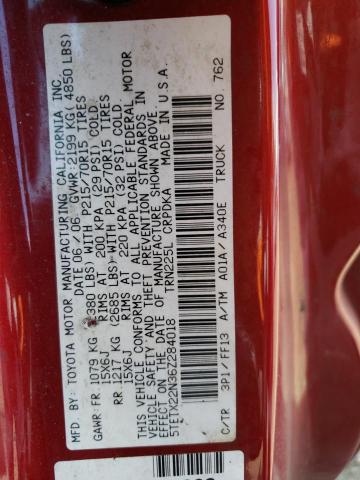 MFD. BY: TOYOTA MOTOR MANUFACTURING CALIFORNIA INC.
DATE 06 / 06 GVWR: 2199 KG ( 4850 LBS)
GAWR: FR 1079 KG (2380 LBS) WITH P215/70R15 TIRES
15X6J RIMS AT 200 KPA (29 PSI) COLD.
RR 1217 KG (2685 LBS) WITH P215/70R15 TIRES
15X6J RIMS AT 220 KPA (32 PSI) COLD.
THIS VEHICLE CONFORMS TO ALL APPLICABLE FEDERAL MOTOR
VEHICLE SAFETY AND THEFT PREVENTION STANDARDS IN
EFFECT ON THE DATE OF MANUFACTURE SHOWN ABOVE.
5TETX22N36Z284018 TRN225L CRPDKA MADE IN U.S.A.
C/TR 3P1/ FF13 A/TM A01A/ A340E TRUCK NO. 762